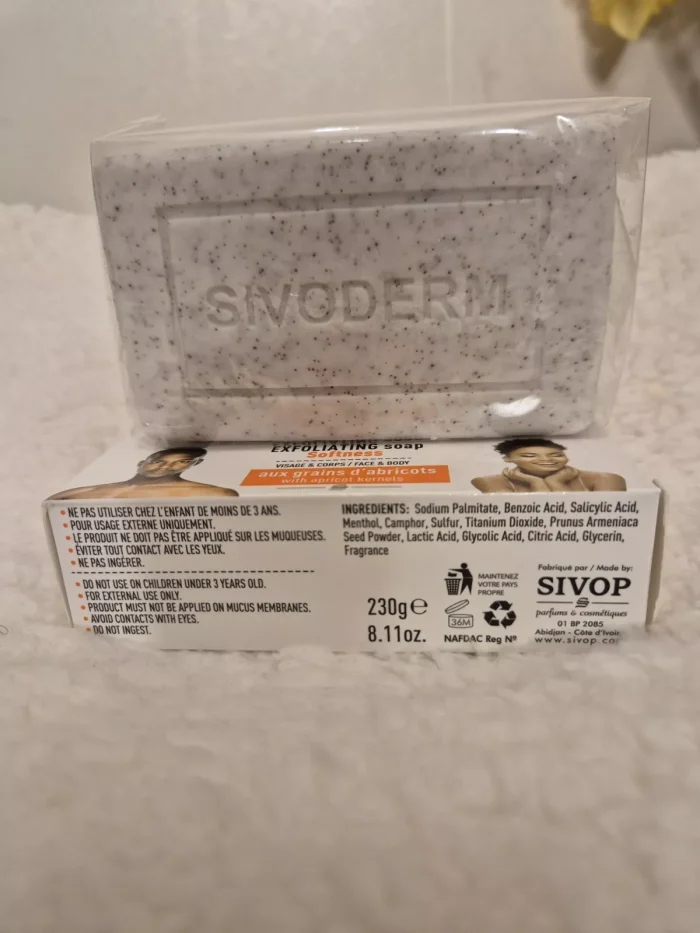 SIVODERM
EXFOLIATING soap
Softness
VISAGE & CORPS / FACE & BODY
aux grains d'abricots
with apricot kernels
• NE PAS UTILISER CHEZ L'ENFANT DE MOINS DE 3 ANS.
• POUR USAGE EXTERNE UNIQUEMENT.
• LE PRODUIT NE DOIT PAS ÊTRE APPLIQUÉ SUR LES MUQUEUSES.
• ÉVITER TOUT CONTACT AVEC LES YEUX.
• NE PAS INGÉRER.
• DO NOT USE ON CHILDREN UNDER 3 YEARS OLD.
• FOR EXTERNAL USE ONLY.
• PRODUCT MUST NOT BE APPLIED ON MUCUS MEMBRANES.
• AVOID CONTACTS WITH EYES.
• DO NOT INGEST.
INGREDIENTS: Sodium Palmitate, Benzoic Acid, Salicylic Acid,
Menthol, Camphor, Sulfur, Titanium Dioxide, Prunus Armeniaca
Seed Powder, Lactic Acid, Glycolic Acid, Citric Acid, Glycerin,
Fragrance
230g℮
8.11oz.
MAINTENEZ
VOTRE PAYS
PROPRE
36M
NAFDAC Reg Nº
Fabriqué par / Made by:
SIVOP
parfums & cosmétiques
01 BP 2085
Abidjan - Côte d'Ivoir
www.sivop.co